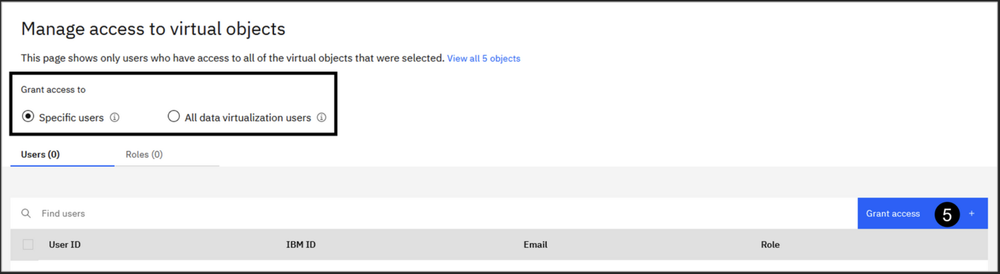 Manage access to virtual objects
This page shows only users who have access to all of the virtual objects that were selected. View all 5 objects
Grant access to
Specific users All data virtualization users
Users (0) Roles (0)
Find users Grant access 5 +
User ID IBM ID Email Role